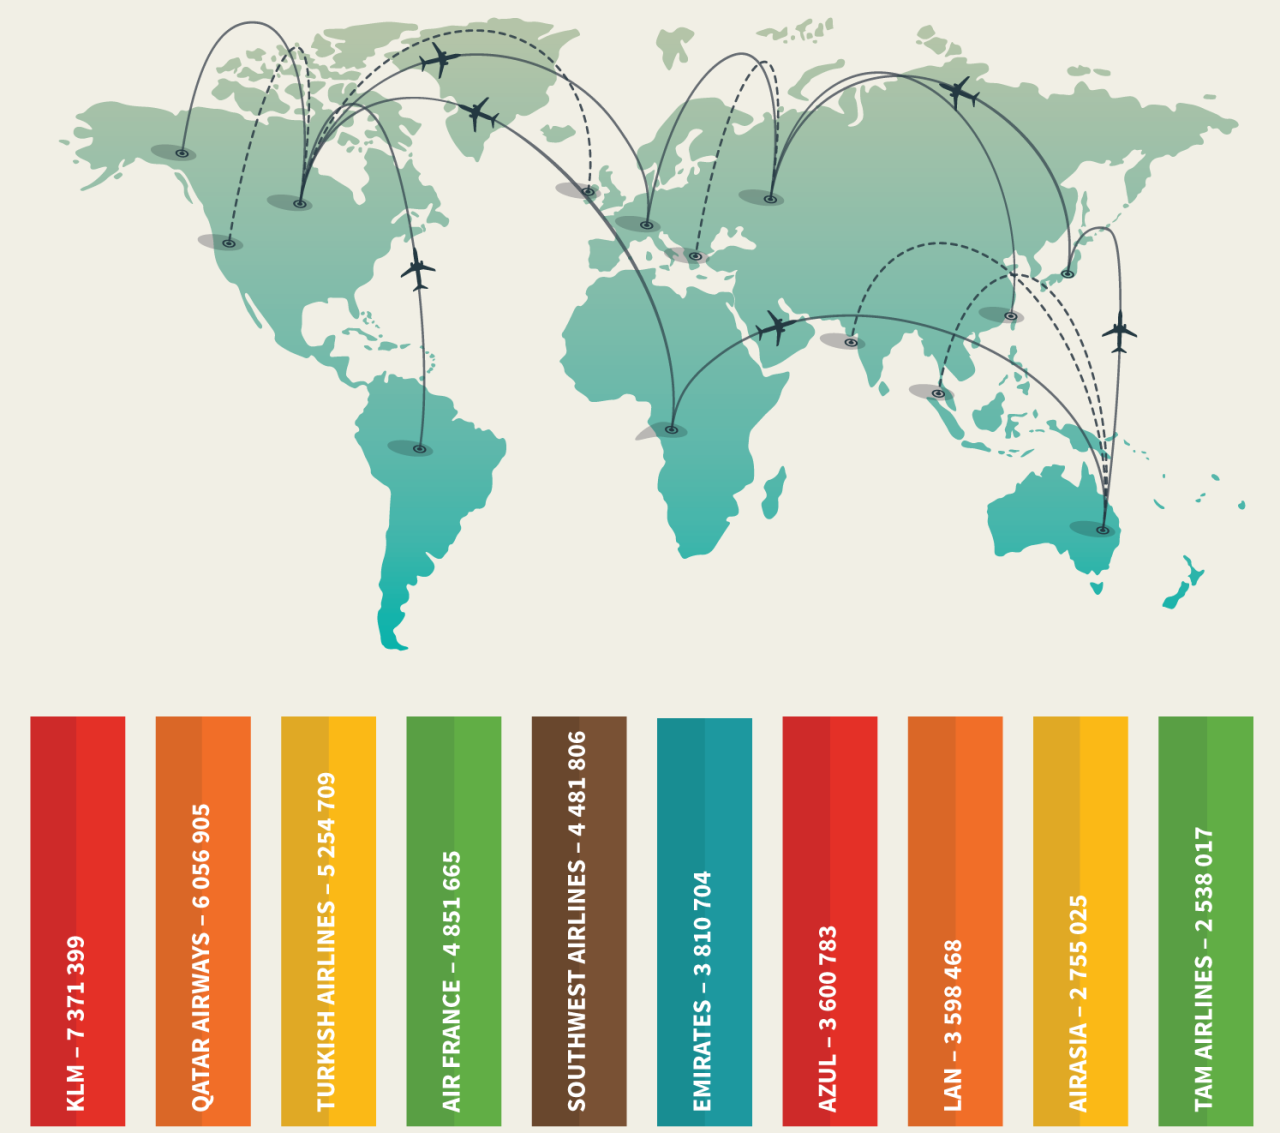 KLM – 7 371 399
QATAR AIRWAYS – 6 056 905
TURKISH AIRLINES – 5 254 709
AIR FRANCE – 4 851 665
SOUTHWEST AIRLINES – 4 481 806
EMIRATES – 3 810 704
AZUL – 3 600 783
LAN – 3 598 468
AIRASIA – 2 755 025
TAM AIRLINES – 2 538 017